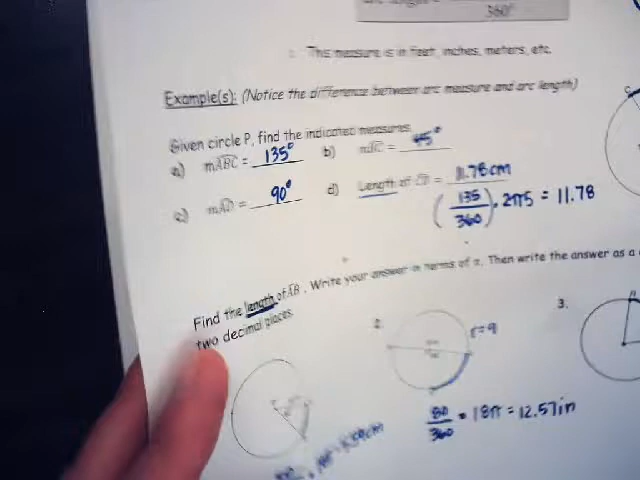 360°
This measure is in feet, inches, meters, etc.
Example(s): (Notice the difference between arc measure and arc length)
Given circle P, find the indicated measures.
a) mABC = 135° b) = 45°
c) mAD = 90° d) Length of CD = 11.78cm
(135/360) · 2π5 = 11.78
Find the length of AB. Write your answer in terms of π. Then write the answer as a
two decimal places.
2. 3.
r=9
80/360 · 18π = 12.57in